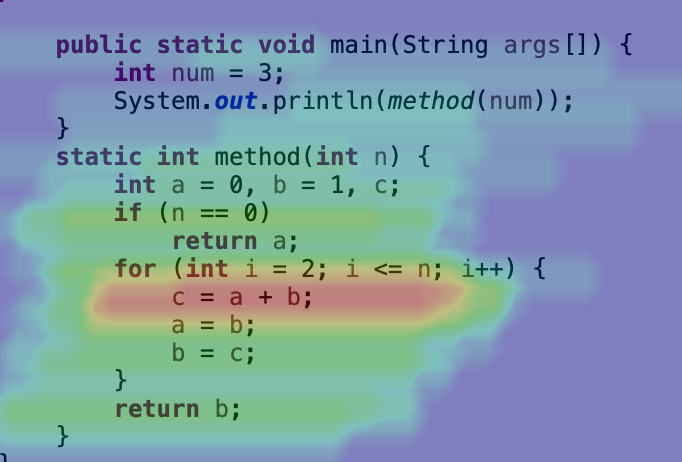 public static void main(String args[]) {
int num = 3;
System.out.println(method(num));
}
static int method(int n) {
int a = 0, b = 1, c;
if (n == 0)
return a;
for (int i = 2; i <= n; i++) {
c = a + b;
a = b;
b = c;
}
return b;
}
}